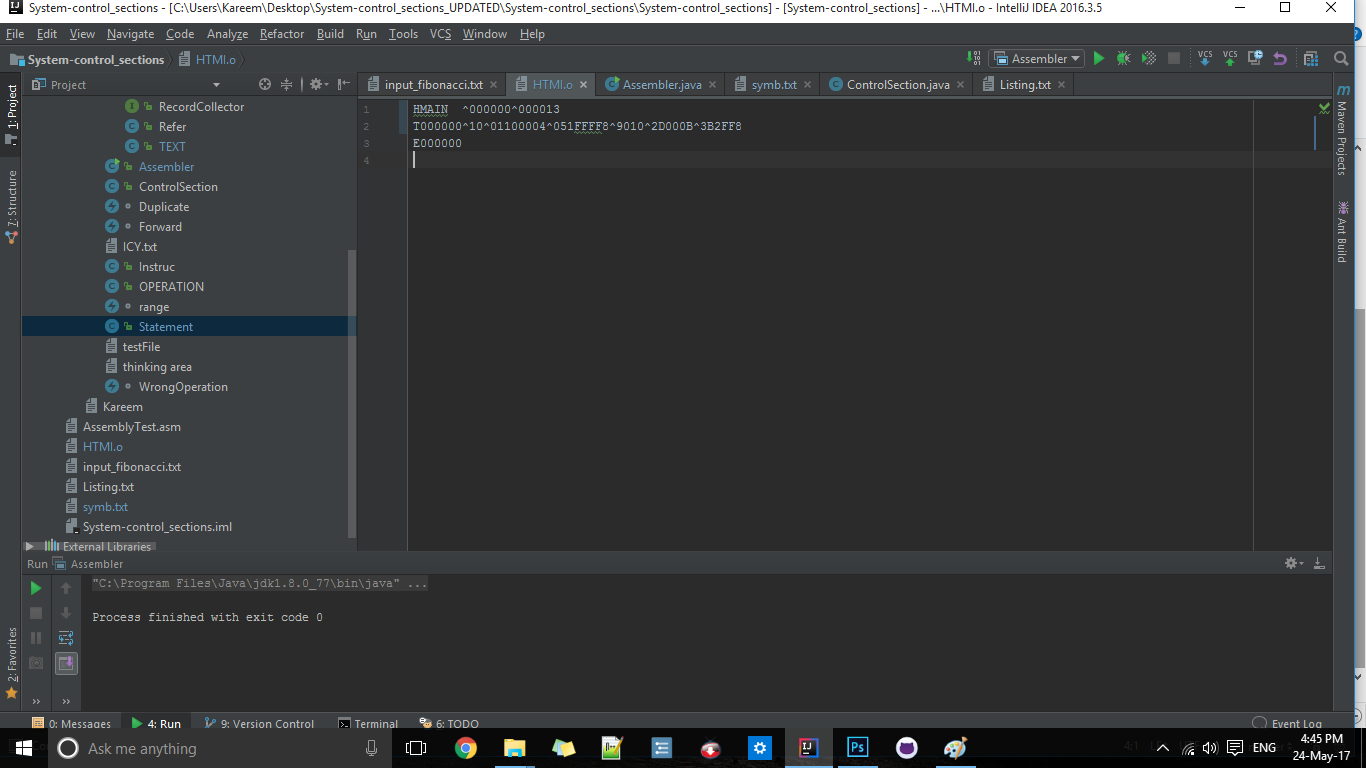 System-control_sections - [C:\Users\Kareem\Desktop\System-control_sections_UPDATED\System-control_sections\System-control_sections] - [System-control_sections] - ...\HTMl.o - IntelliJ IDEA 2016.3.5
File Edit View Navigate Code Analyze Refactor Build Run Tools VCS Window Help
System-control_sections HTMl.o Assembler VCS VCS
Project
input_fibonacci.txt HTMl.o Assembler.java symb.txt ControlSection.java Listing.txt
1: Project
7: Structure
2: Favorites
RecordCollector
Refer
TEXT
Assembler
ControlSection
Duplicate
Forward
ICY.txt
Instruc
OPERATION
range
Statement
testFile
thinking area
WrongOperation
Kareem
AssemblyTest.asm
HTMl.o
input_fibonacci.txt
Listing.txt
symb.txt
System-control_sections.iml
External Libraries
1 HMAIN ^000000^000013
2 T000000^10^01100004^051FFFF8^9010^2D000B^3B2FF8
3 E000000
4
Maven Projects
Ant Build
Run Assembler
"C:\Program Files\Java\jdk1.8.0_77\bin\java" ...
Process finished with exit code 0
0: Messages 4: Run 9: Version Control Terminal 6: TODO Event Log
Ask me anything
ENG
4:45 PM
24-May-17